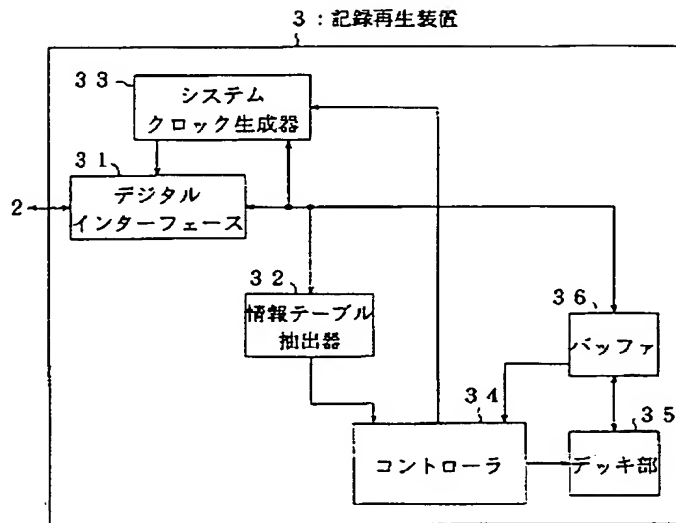 3：記録再生装置
33
システム
クロック生成器
31
デジタル
インターフェース
2
32
情報テーブル
抽出器
36
バッファ
34
コントローラ
35
デッキ部